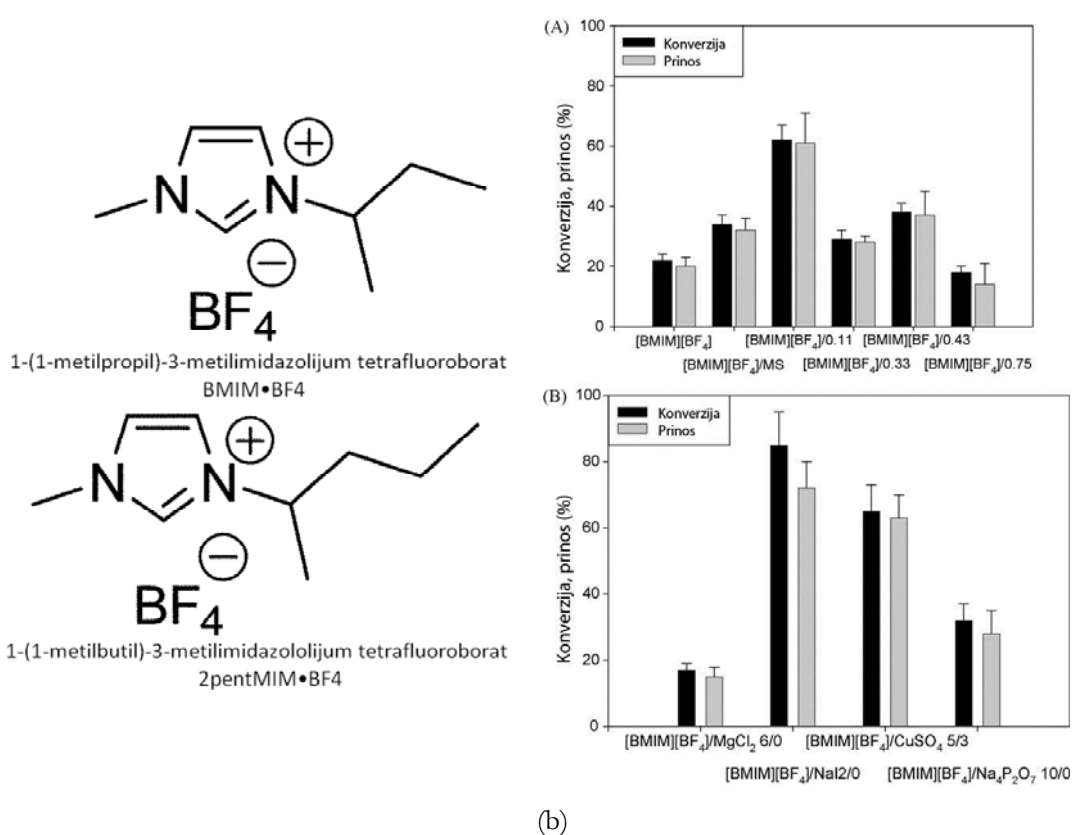 N
N
+
−
BF4
1-(1-metilpropil)-3-metilimidazolijum tetrafluoroborat
BMIM•BF4
N
N
+
−
BF4
1-(1-metilbutil)-3-metilimidazololijum tetrafluoroborat
2pentMIM•BF4
(A)
Konverzija
Prinos
Konverzija, prinos (%)
100
80
60
40
20
0
[BMIM][BF4]
[BMIM][BF4]/0.11
[BMIM][BF4]/0.43
[BMIM][BF4]/MS
[BMIM][BF4]/0.33
[BMIM][BF4]/0.75
(B)
Konverzija
Prinos
Konverzija, prinos (%)
100
80
60
40
20
0
[BMIM][BF4]/MgCl2 6/0
[BMIM][BF4]/CuSO4 5/3
[BMIM][BF4]/NaI2/0
[BMIM][BF4]/Na4P2O7 10/0
(b)